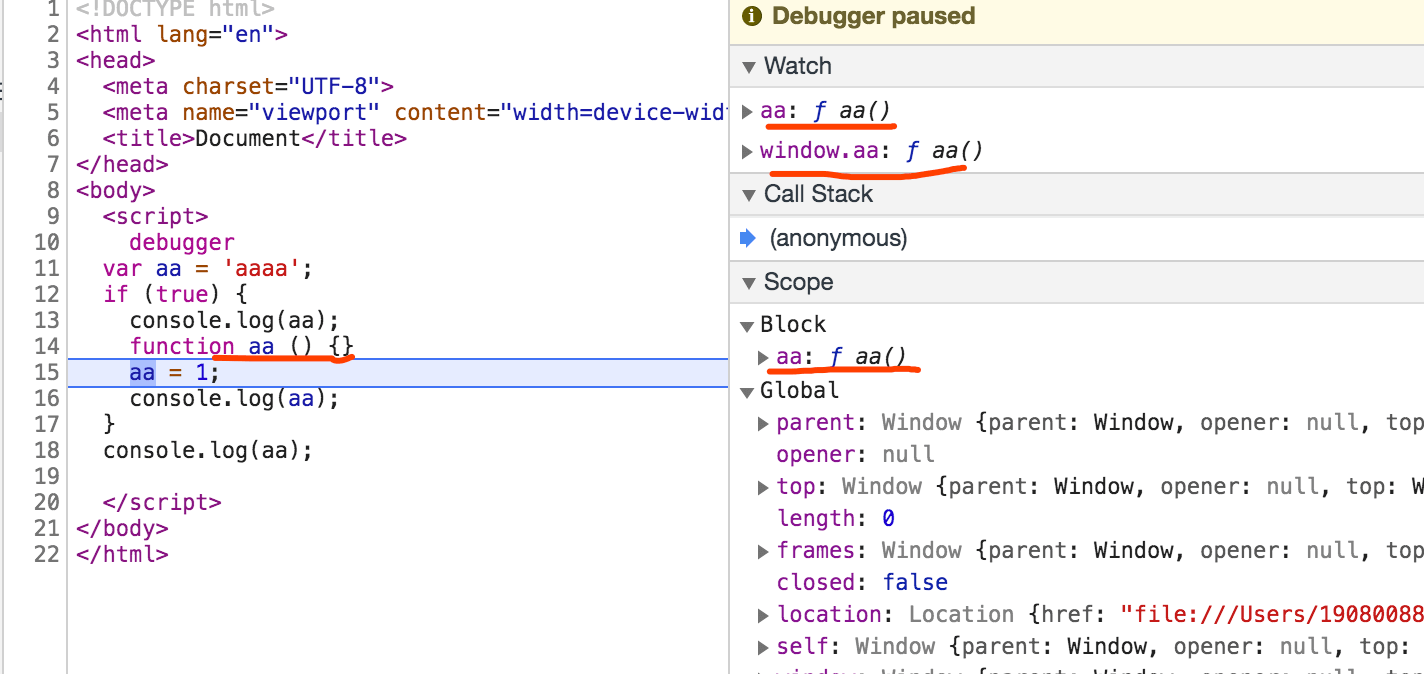 1 <!DOCTYPE html>
2 <html lang="en">
3 <head>
4 <meta charset="UTF-8">
5 <meta name="viewport" content="width=device-wid
6 <title>Document</title>
7 </head>
8 <body>
9 <script>
10 debugger
11 var aa = 'aaaa';
12 if (true) {
13 console.log(aa);
14 function aa () {}
15 aa = 1;
16 console.log(aa);
17 }
18 console.log(aa);
19
20 </script>
21 </body>
22 </html>
Debugger paused
Watch
aa: ƒ aa()
window.aa: ƒ aa()
Call Stack
(anonymous)
Scope
Block
aa: ƒ aa()
Global
parent: Window {parent: Window, opener: null, top
opener: null
top: Window {parent: Window, opener: null, top: W
length: 0
frames: Window {parent: Window, opener: null, top
closed: false
location: Location {href: "file:///Users/19080088
self: Window {parent: Window, opener: null, top: